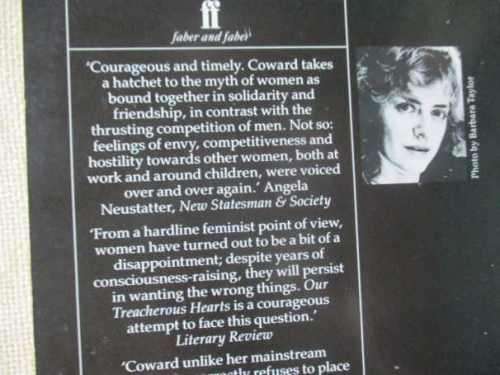 ff
faber and faber
'Courageous and timely. Coward takes
a hatchet to the myth of women as
bound together in solidarity and
friendship, in contrast with the
thrusting competition of men. Not so:
feelings of envy, competitiveness and
hostility towards other women, both at
work and around children, were voiced
over and over again.' Angela
Neustatter, New Statesman & Society
'From a hardline feminist point of view,
women have turned out to be a bit of a
disappointment; despite years of
consciousness-raising, they will persist
in wanting the wrong things. Our
Treacherous Hearts is a courageous
attempt to face this question.'
Literary Review
'Coward unlike her mainstream
refuses to place
Photo by Barbara Taylor